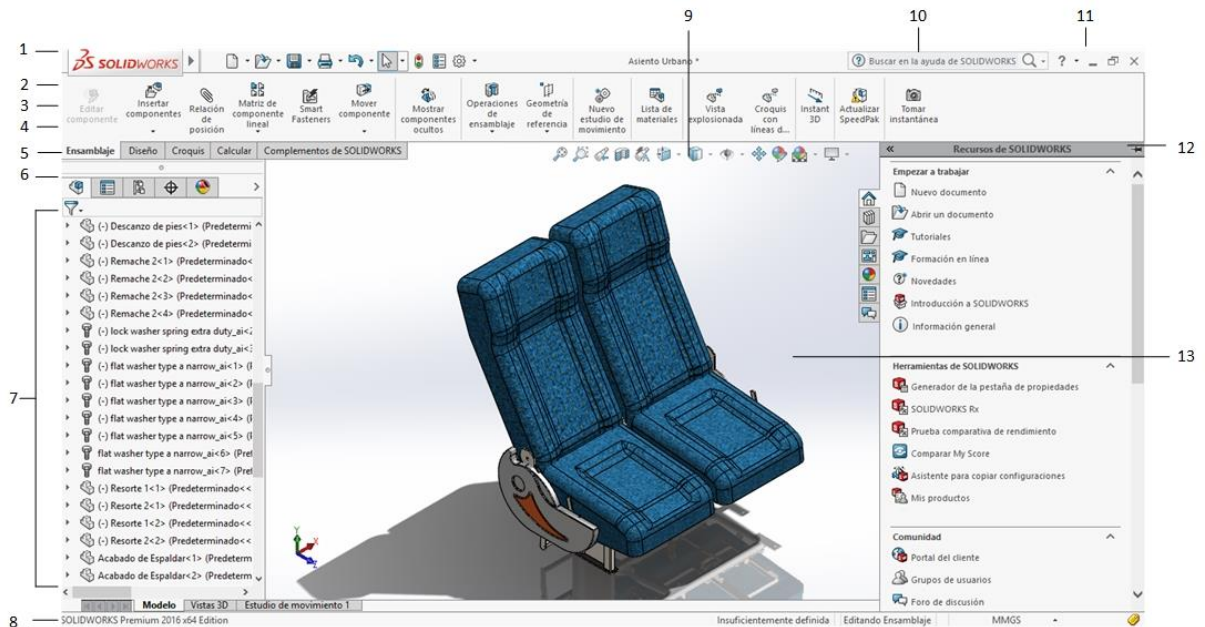 9 10 11
1 SOLIDWORKS Asiento Urbano * Buscar en la ayuda de SOLIDWORKS ?
2
3
4
Editar componente
Insertar componentes
Relación de posición
Matriz de componente lineal
Smart Fasteners
Mover componente
Mostrar componentes ocultos
Operaciones de ensamblaje
Geometría de referencia
Nuevo estudio de movimiento
Lista de materiales
Vista explosionada
Croquis con líneas d...
Instant 3D
Actualizar SpeedPak
Tomar instantánea
5 Ensamblaje Diseño Croquis Calcular Complementos de SOLIDWORKS
6
7
(-) Descanzo de pies<1> (Predetermi
(-) Descanzo de pies<2> (Predetermi
(-) Remache 2<1> (Predeterminado<
(-) Remache 2<2> (Predeterminado<
(-) Remache 2<3> (Predeterminado<
(-) Remache 2<4> (Predeterminado<
(-) lock washer spring extra duty_ai<2
(-) lock washer spring extra duty_ai<3
(-) flat washer type a narrow_ai<1> (P
(-) flat washer type a narrow_ai<2> (P
(-) flat washer type a narrow_ai<3> (P
(-) flat washer type a narrow_ai<4> (P
(-) flat washer type a narrow_ai<5> (P
flat washer type a narrow_ai<6> (Pref
flat washer type a narrow_ai<7> (Pref
(-) Resorte 1<1> (Predeterminado<<
(-) Resorte 2<1> (Predeterminado<<
(-) Resorte 1<2> (Predeterminado<<
(-) Resorte 2<2> (Predeterminado<<
Acabado de Espaldar<1> (Predeterm
Acabado de Espaldar<2> (Predeterm
Y
X
Z
« Recursos de SOLIDWORKS 12
Empezar a trabajar
Nuevo documento
Abrir un documento
Tutoriales
Formación en línea
Novedades
Introducción a SOLIDWORKS
Información general
13
Herramientas de SOLIDWORKS
Generador de la pestaña de propiedades
SOLIDWORKS Rx
Prueba comparativa de rendimiento
Comparar My Score
Asistente para copiar configuraciones
Mis productos
Comunidad
Portal del cliente
Grupos de usuarios
Foro de discusión
Modelo Vistas 3D Estudio de movimiento 1
8 SOLIDWORKS Premium 2016 x64 Edition Insuficientemente definida Editando Ensamblaje MMGS